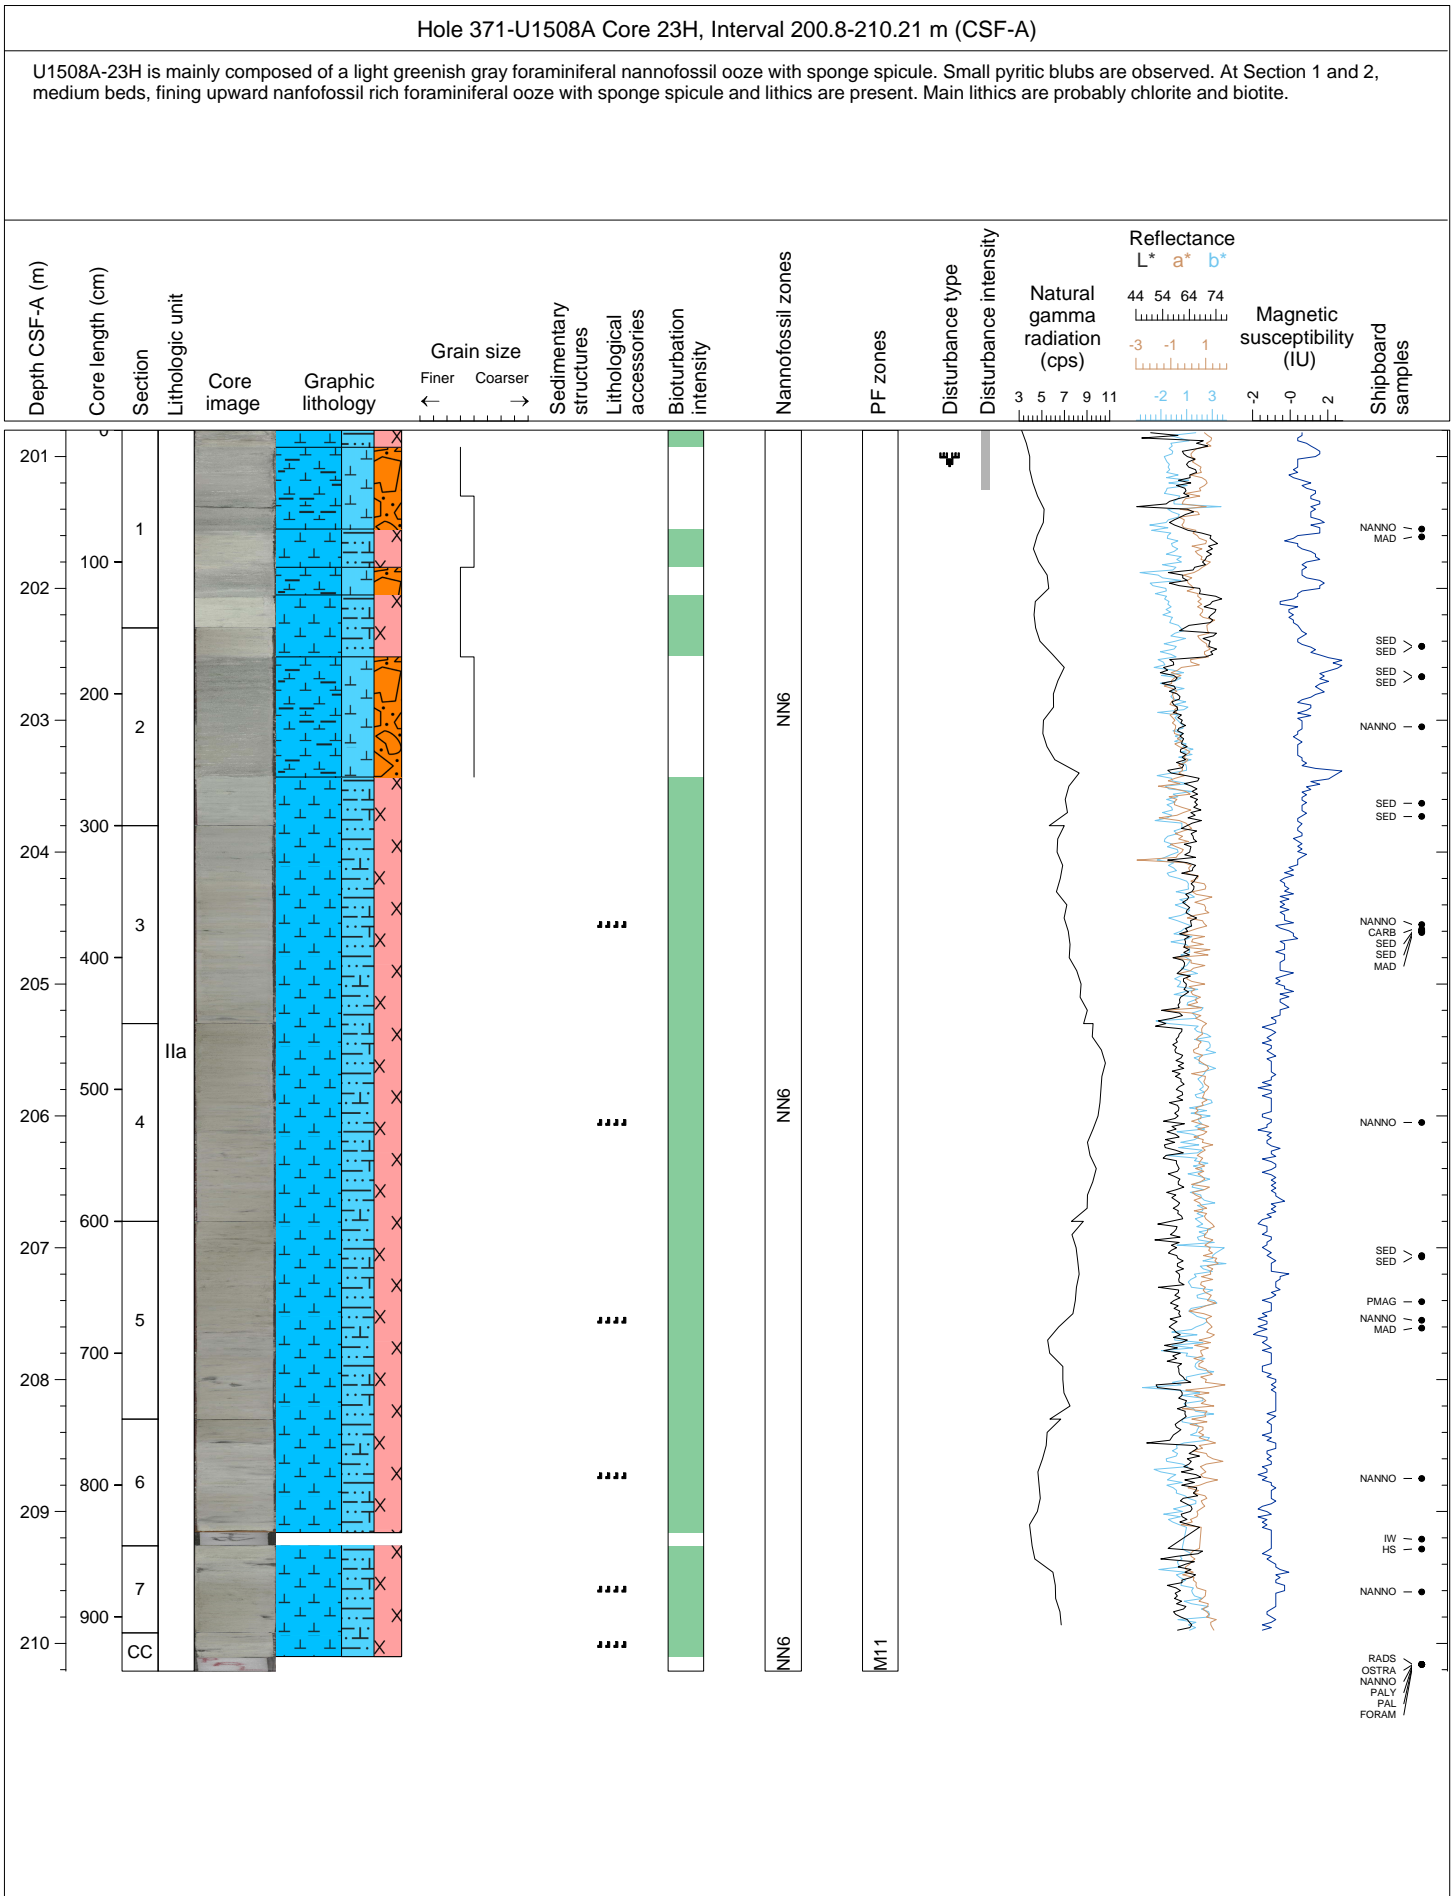 Hole 371-U1508A Core 23H, Interval 200.8-210.21 m (CSF-A)
U1508A-23H is mainly composed of a light greenish gray foraminiferal nannofossil ooze with sponge spicule. Small pyritic blubs are observed. At Section 1 and 2,
medium beds, fining upward nanfofossil rich foraminiferal ooze with sponge spicule and lithics are present. Main lithics are probably chlorite and biotite.
Depth CSF-A (m)
Core length (cm)
Section
Lithologic unit
Core
image
Graphic
lithology
Grain size
Finer Coarser
← →
Sedimentary
structures
Lithological
accessories
Bioturbation
intensity
Nannofossil zones
PF zones
Disturbance type
Disturbance intensity
Natural
gamma
radiation
(cps)
3 5 7 9 11
Reflectance
L* a* b*
44 54 64 74
-3 -1 1
-2 1 3
Magnetic
susceptibility
(IU)
-2 -0 2
Shipboard
samples
0
201
1
NANNO
MAD
100
202
SED
SED
SED
SED
200
203
2
NN6
NANNO
SED
300
SED
204
3
NANNO
CARB
SED
SED
MAD
400
205
IIa
500
206
4
NN6
NANNO
600
207
SED
SED
PMAG
5
NANNO
MAD
700
208
6
NANNO
800
209
IW
HS
7
NANNO
900
210
CC
NN6
M11
RADS
OSTRA
NANNO
PALY
PAL
FORAM